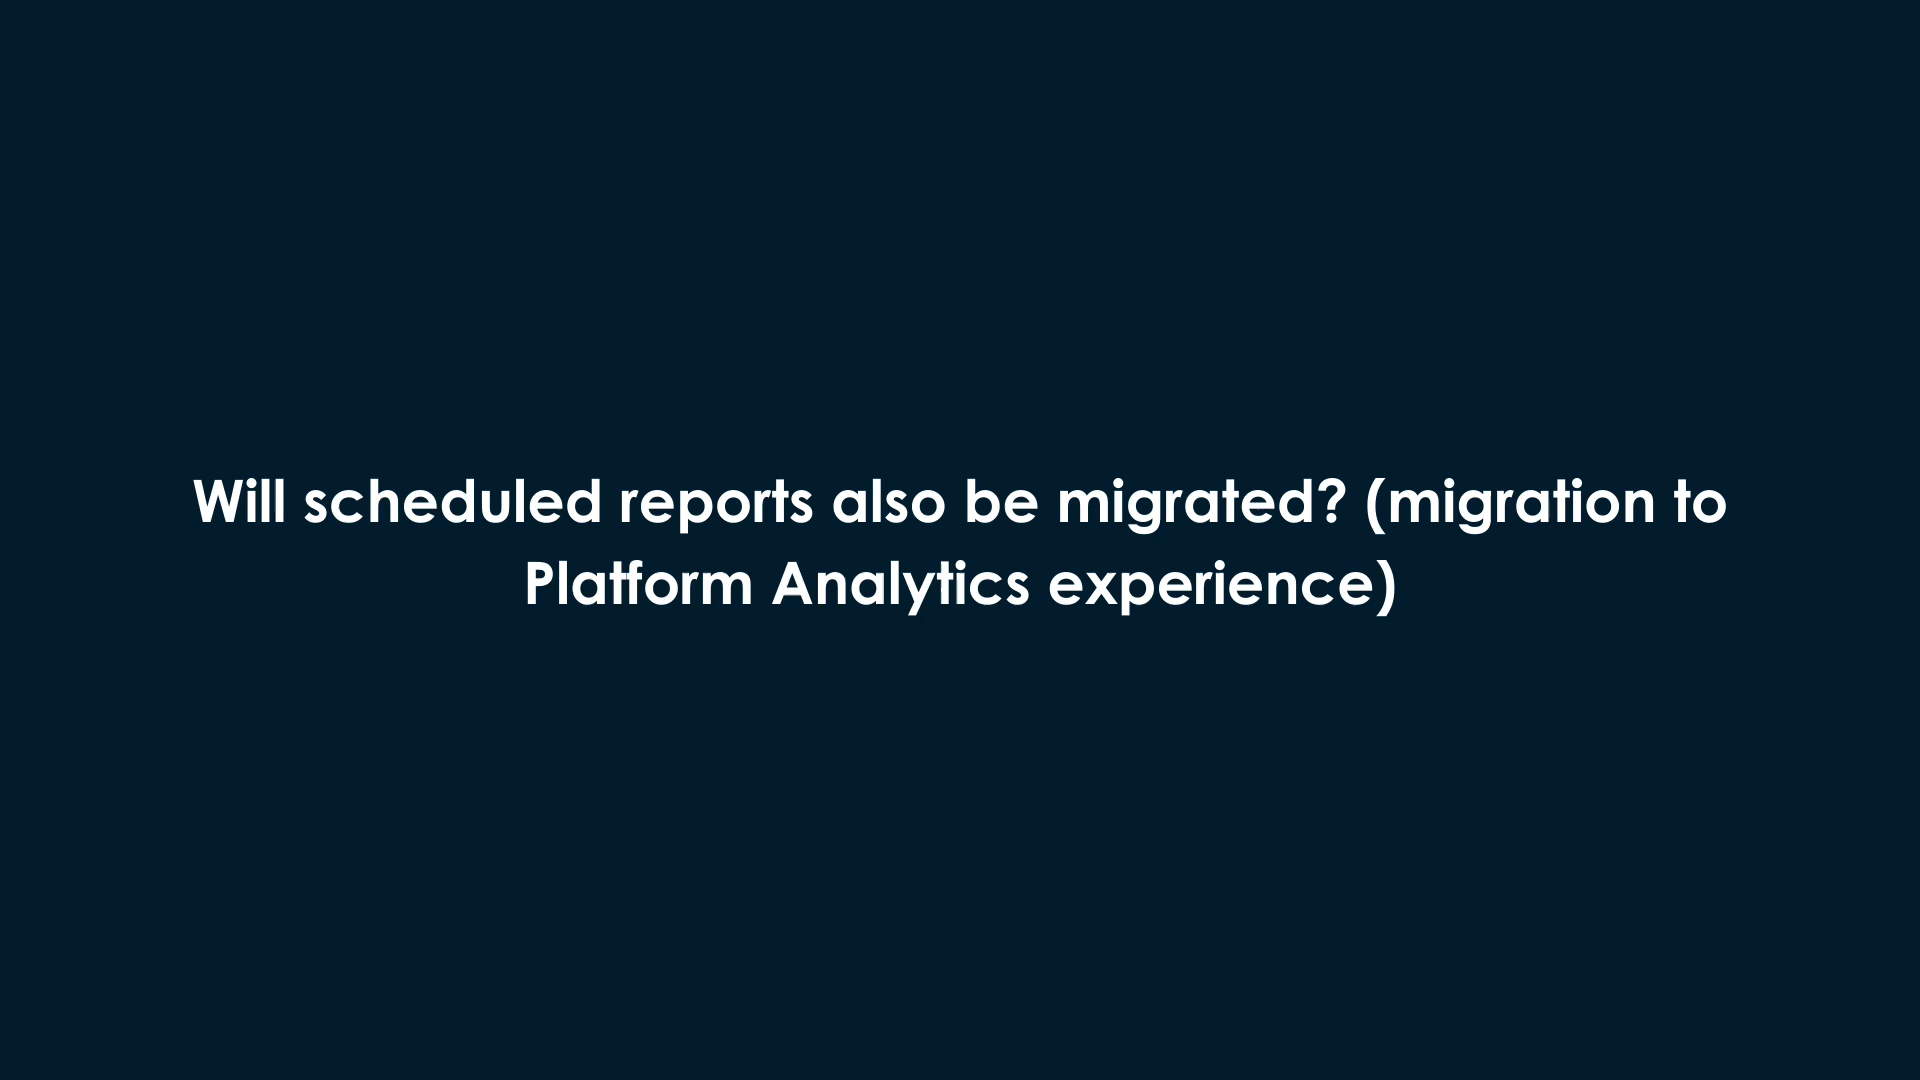 Will scheduled reports also be migrated? (migration to
Platform Analytics experience)